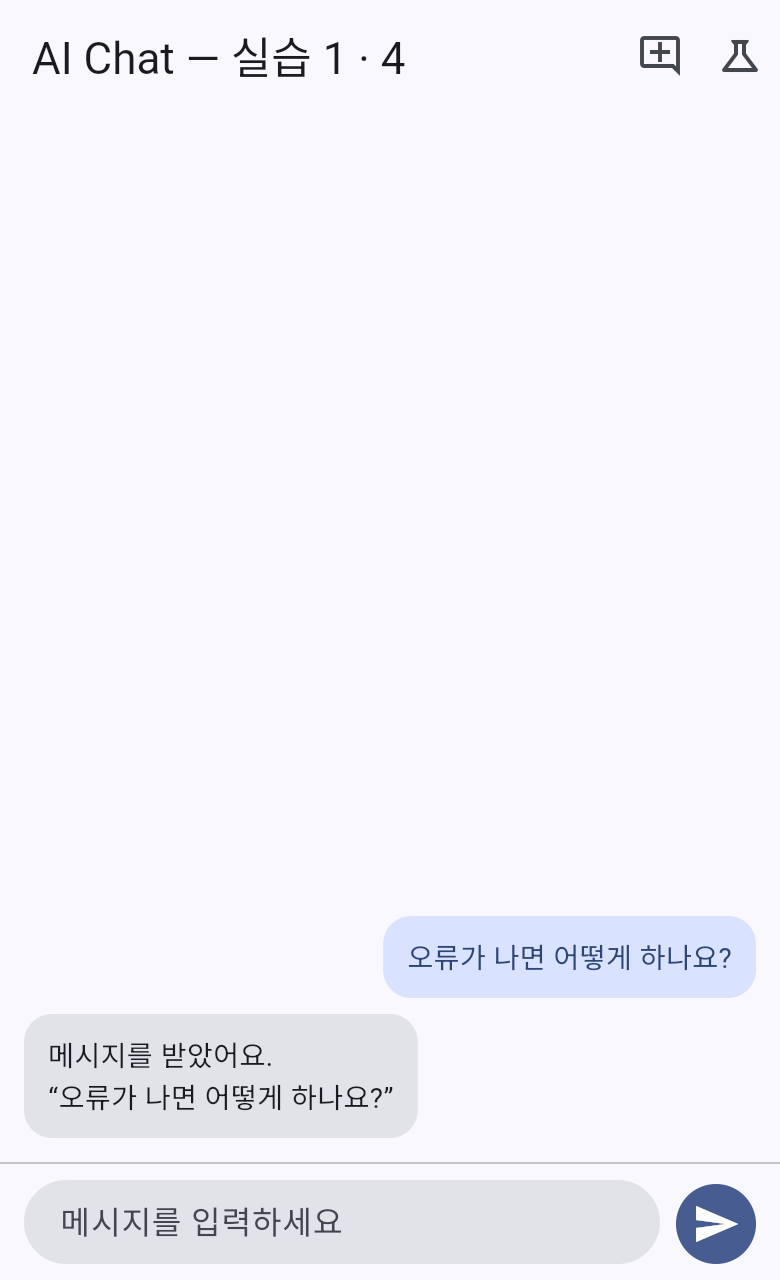 AI Chat — 실습 1 · 4
오류가 나면 어떻게 하나요?
메시지를 받았어요.
“오류가 나면 어떻게 하나요?”
메시지를 입력하세요